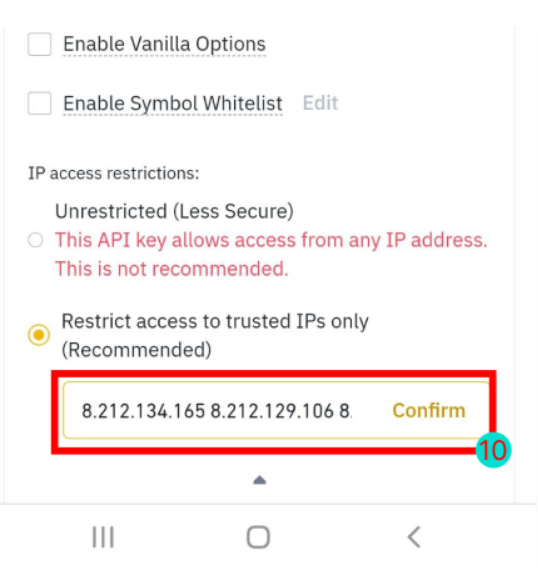 Enable Vanilla Options
Enable Symbol Whitelist Edit
IP access restrictions:
Unrestricted (Less Secure)
This API key allows access from any IP address.
This is not recommended.
Restrict access to trusted IPs only
(Recommended)
8.212.134.165 8.212.129.106 8. Confirm
10